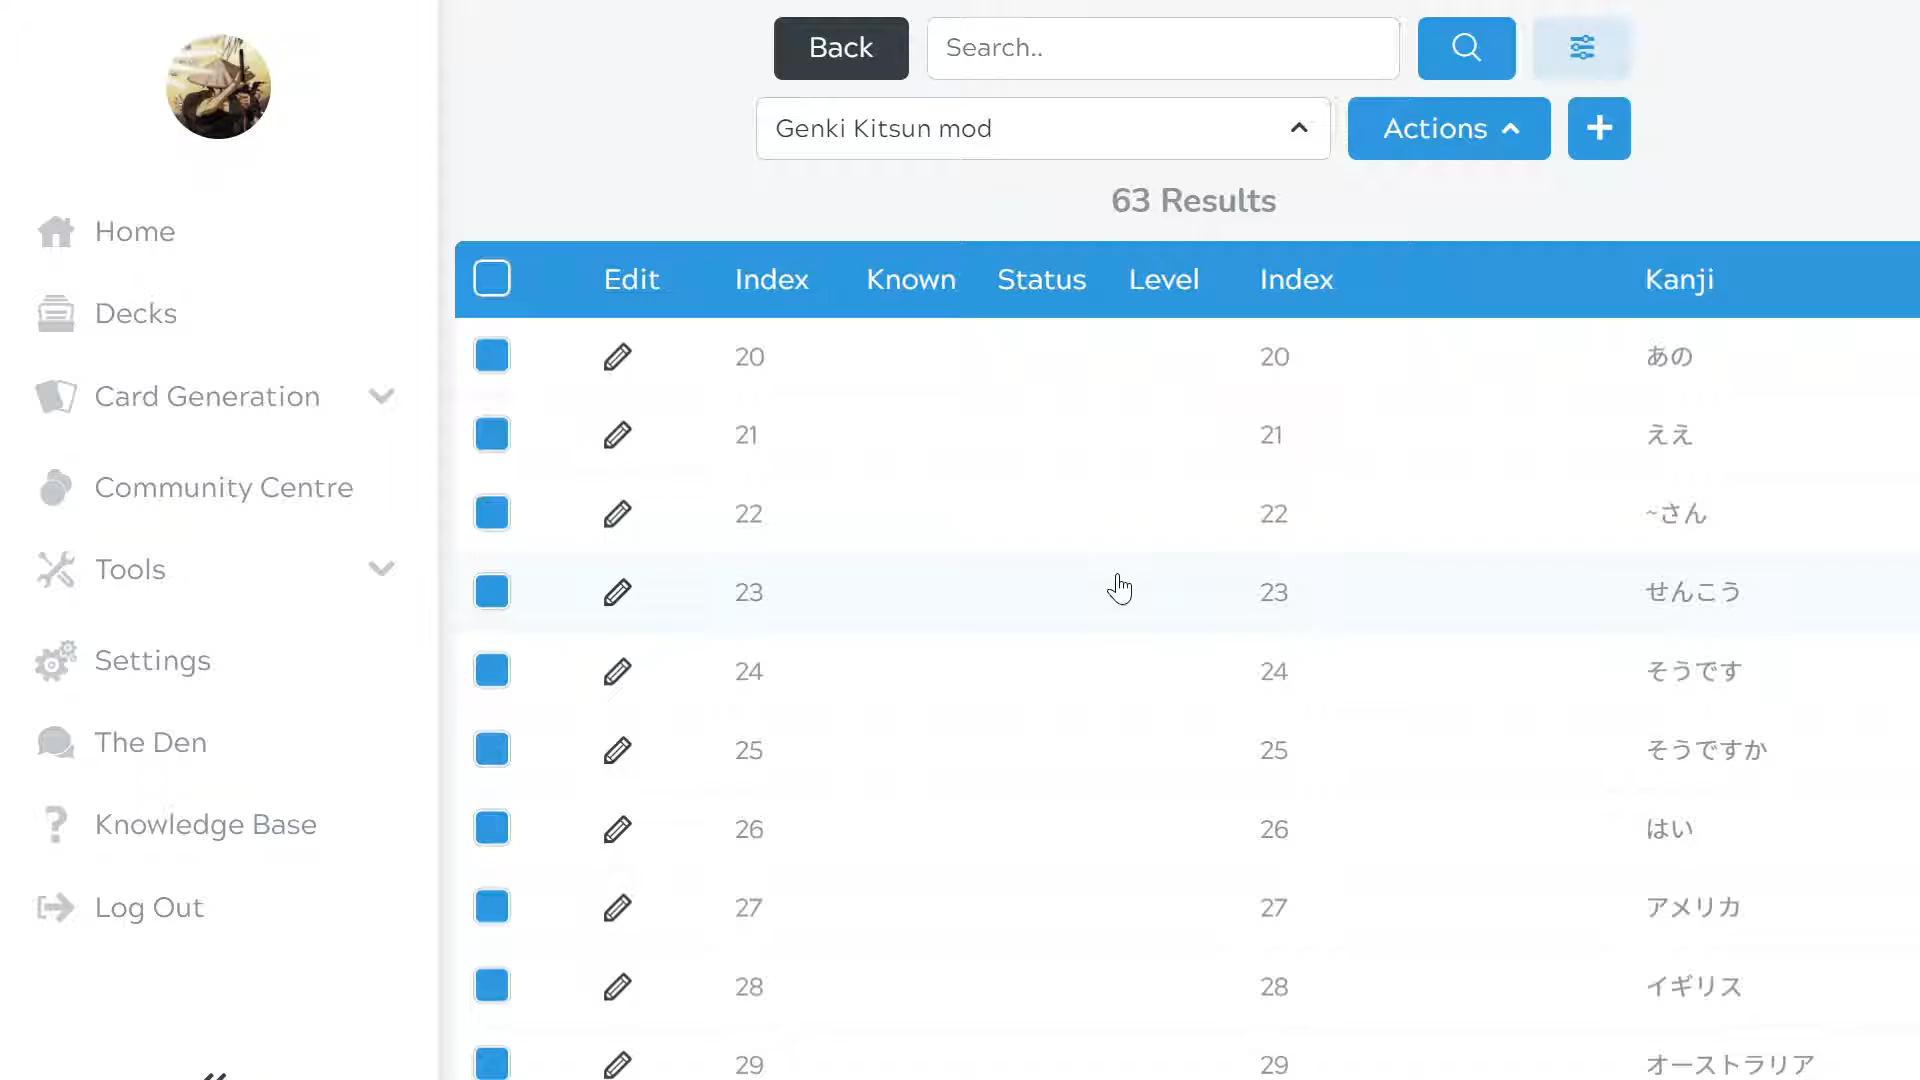 Back
Search..
Genki Kitsun mod
Actions
63 Results
Home
Decks
Card Generation
Community Centre
Tools
Settings
The Den
Knowledge Base
Log Out
Edit Index Known Status Level Index Kanji
20 20 あの
21 21 ええ
22 22 ~さん
23 23 せんこう
24 24 そうです
25 25 そうですか
26 26 はい
27 27 アメリカ
28 28 イギリス
29 29 オーストラリア